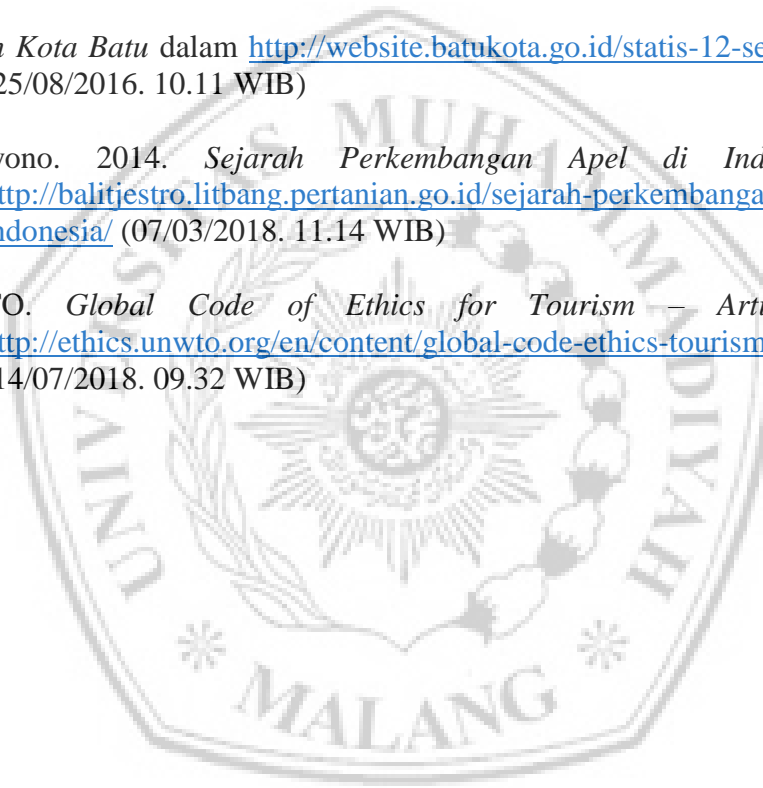 n Kota Batu dalam http://website.batukota.go.id/statis-12-se
25/08/2016. 10.11 WIB)
yono. 2014. Sejarah Perkembangan Apel di Ind
ttp://balitjestro.litbang.pertanian.go.id/sejarah-perkembanga
ndonesia/ (07/03/2018. 11.14 WIB)
TO. Global Code of Ethics for Tourism – Arti
ttp://ethics.unwto.org/en/content/global-code-ethics-tourism
14/07/2018. 09.32 WIB)
UNIVERSITAS MUHAMMADIYAH
MALANG